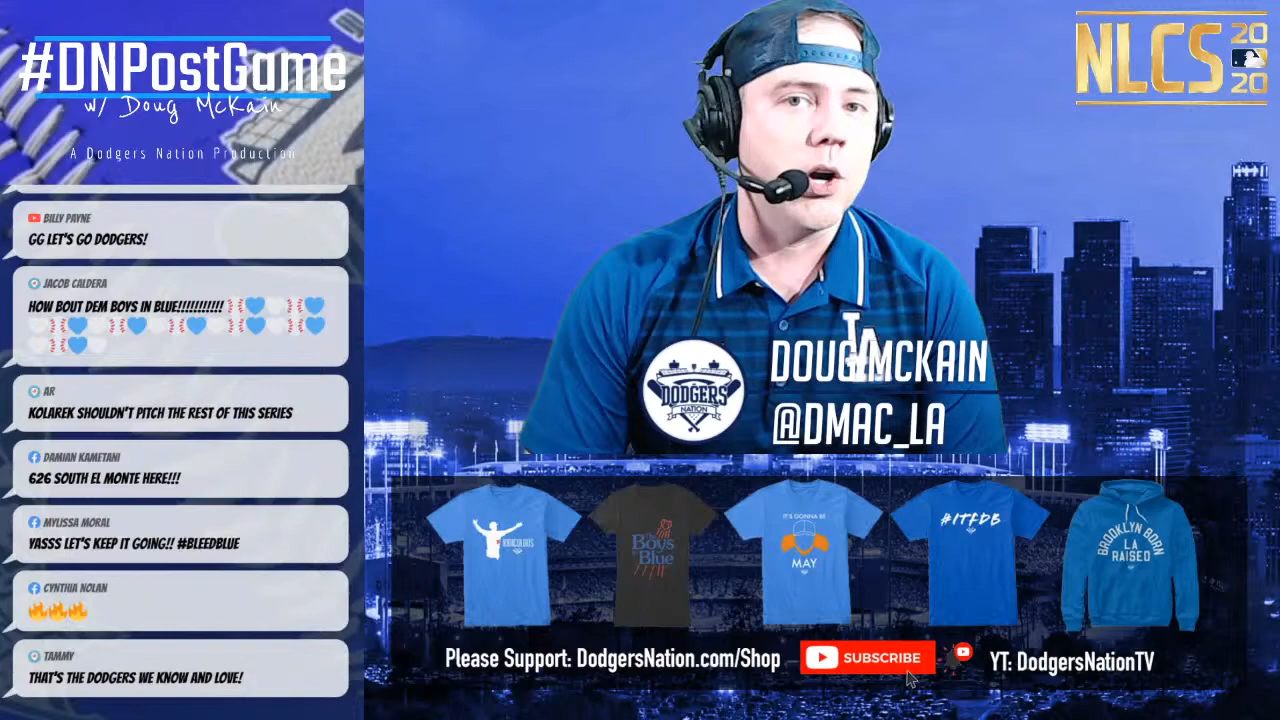 #DNPostGame
w/ Doug McKain
A Dodgers Nation Production
BILLY PAYNE
GG LET'S GO DODGERS!
JACOB CALDERA
HOW BOUT DEM BOYS IN BLUE!!!!!!!!!!!
AR
KOLAREK SHOULDN'T PITCH THE REST OF THIS SERIES
DAMIAN KAMETANI
626 SOUTH EL MONTE HERE!!!
MYLISSA MORAL
YASSS LET'S KEEP IT GOING!! #BLEEDBLUE
CYNTHIA NOLAN
TAMMY
THAT'S THE DODGERS WE KNOW AND LOVE!
NLCS
20
20
LA
DODGERS
NATION
DOUG MCKAIN
@DMAC_LA
Boys
Blue
IT'S GONNA BE
MAY
#ITFDB
BROOKLYN BORN
LA
RAISED
Please Support: DodgersNation.com/Shop
SUBSCRIBE
YT: DodgersNationTV